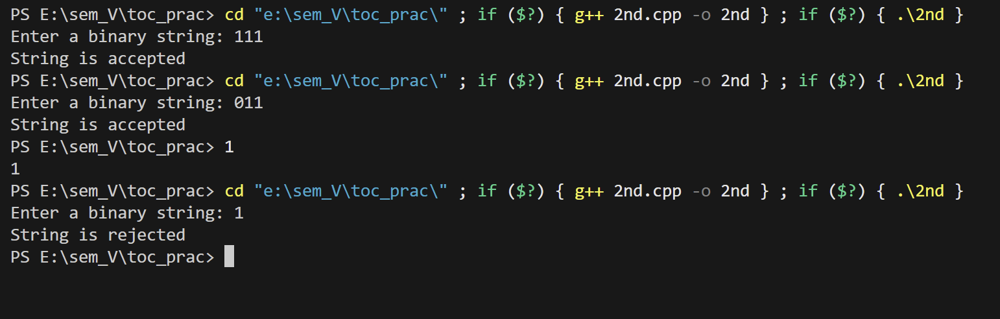 PS E:\sem_V\toc_prac> cd "e:\sem_V\toc_prac\" ; if ($?) { g++ 2nd.cpp -o 2nd } ; if ($?) { .\2nd }
Enter a binary string: 111
String is accepted
PS E:\sem_V\toc_prac> cd "e:\sem_V\toc_prac\" ; if ($?) { g++ 2nd.cpp -o 2nd } ; if ($?) { .\2nd }
Enter a binary string: 011
String is accepted
PS E:\sem_V\toc_prac> 1
1
PS E:\sem_V\toc_prac> cd "e:\sem_V\toc_prac\" ; if ($?) { g++ 2nd.cpp -o 2nd } ; if ($?) { .\2nd }
Enter a binary string: 1
String is rejected
PS E:\sem_V\toc_prac>